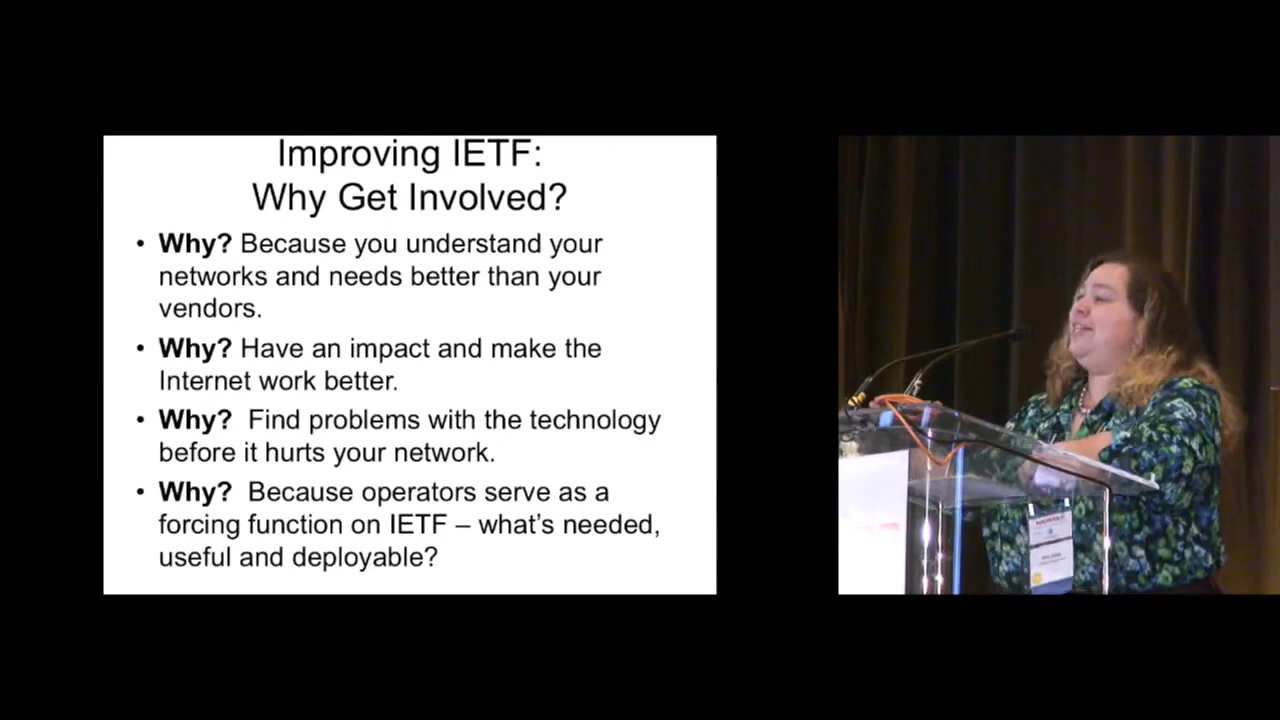 Improving IETF:
Why Get Involved?
• Why? Because you understand your
networks and needs better than your
vendors.
• Why? Have an impact and make the
Internet work better.
• Why? Find problems with the technology
before it hurts your network.
• Why? Because operators serve as a
forcing function on IETF – what's needed,
useful and deployable?